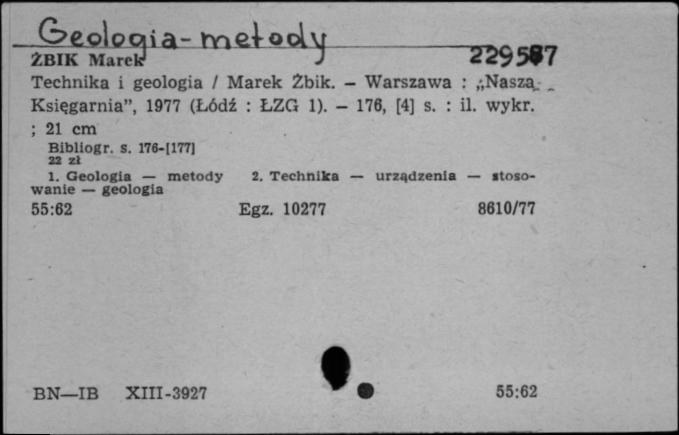 Geologia-metody
ŻBIK Marek 229587
Technika i geologia / Marek Żbik. – Warszawa : „Nasza
Księgarnia”, 1977 (Łódź : ŁZG 1). – 176, [4] s. : il. wykr.
; 21 cm
Bibliogr. s. 176-[177]
22 zł
1. Geologia — metody 2. Technika — urządzenia — stoso-
wanie — geologia
55:62 Egz. 10277 8610/77
BN—IB XIII-3927 55:62